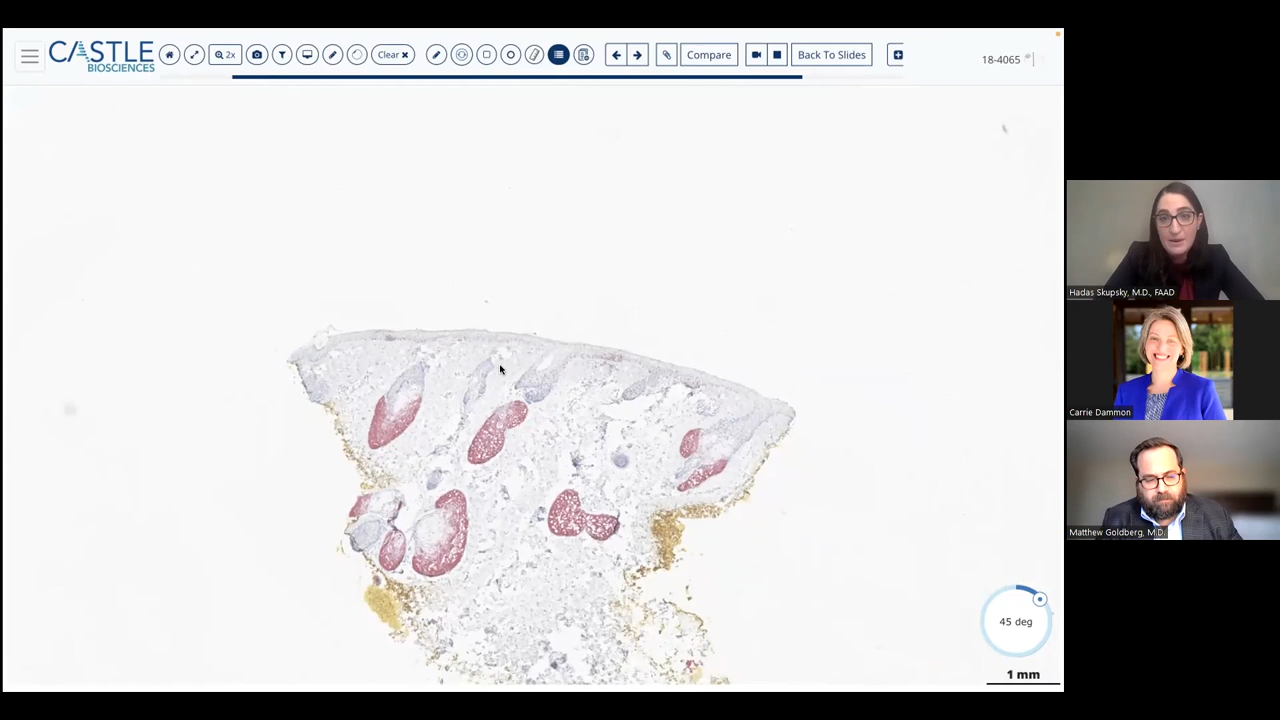 CASTLE
BIOSCIENCES
2x
Clear ×
Compare
Back To Slides
18-4065
Hadas Skupsky, M.D., FAAD
Carrie Dammon
Matthew Goldberg, M.D.
45 deg
1 mm